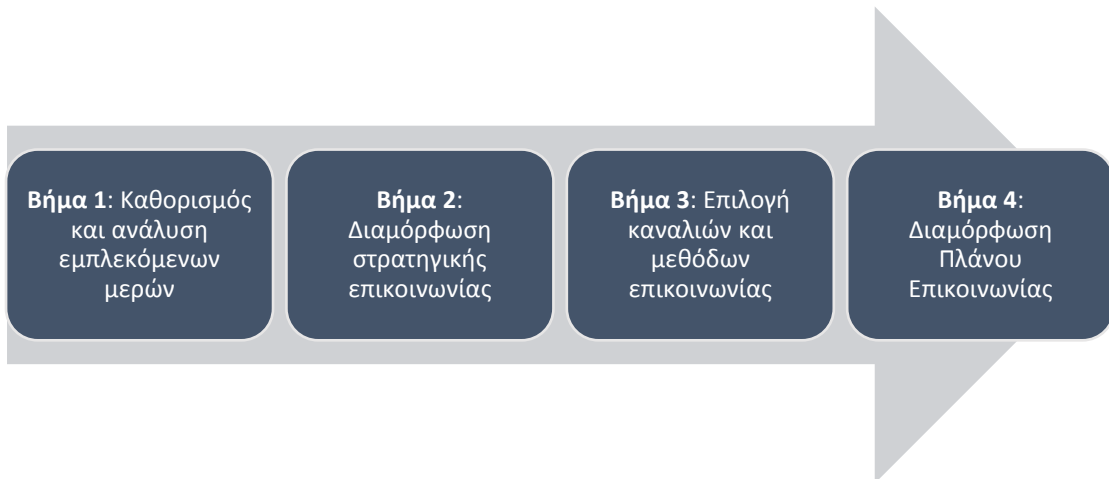 Βήμα 1: Καθορισμός
και ανάλυση
εμπλεκόμενων
μερών
Βήμα 2:
Διαμόρφωση
στρατηγικής
επικοινωνίας
Βήμα 3: Επιλογή
καναλιών και
μεθόδων
επικοινωνίας
Βήμα 4:
Διαμόρφωση
Πλάνου
Επικοινωνίας